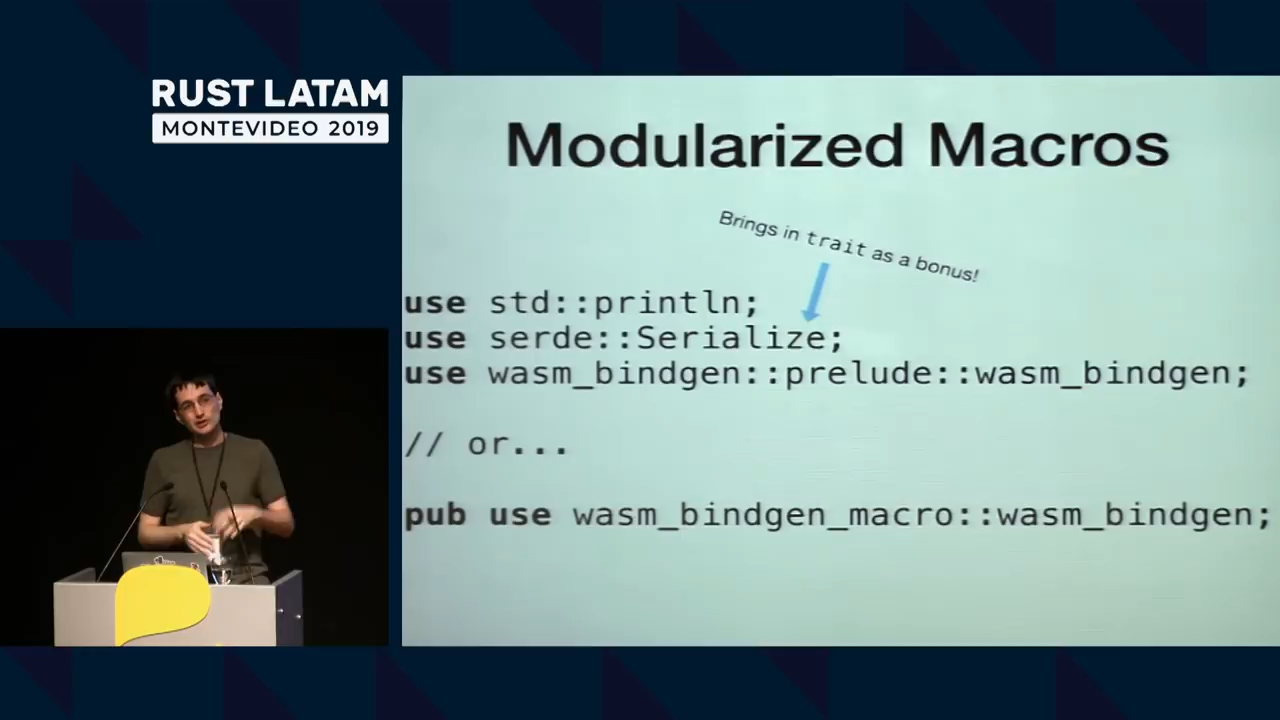 RUST LATAM
MONTEVIDEO 2019
Modularized Macros
Brings in trait as a bonus!
use std::println;
use serde::Serialize;
use wasm_bindgen::prelude::wasm_bindgen;
// or...
pub use wasm_bindgen_macro::wasm_bindgen;